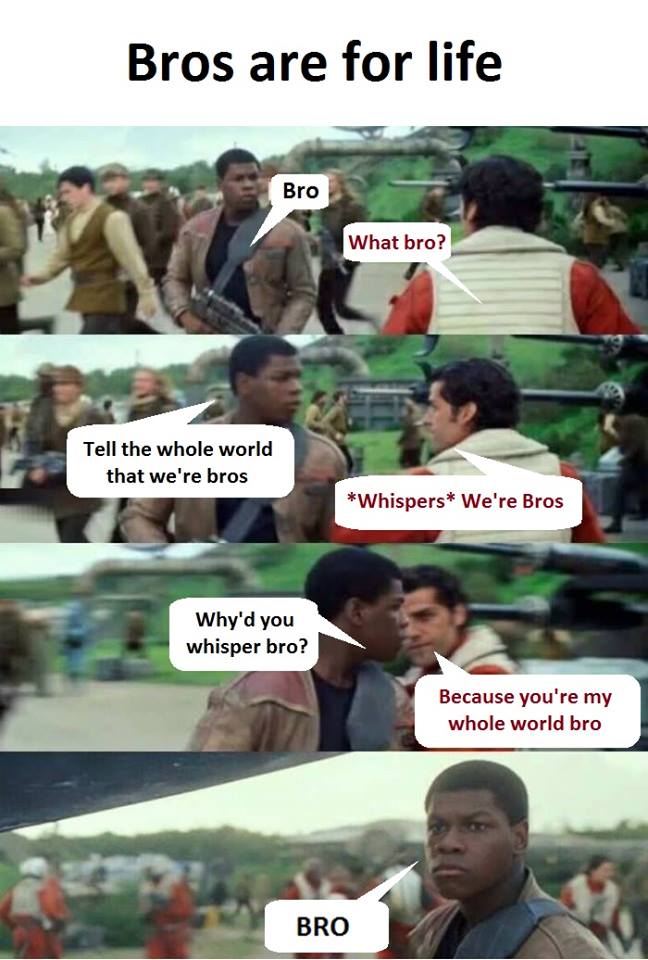 Bros are for life
Bro
What bro?
Tell the whole world
that we're bros
*Whispers* We're Bros
Why'd you
whisper bro?
Because you're my
whole world bro
BRO